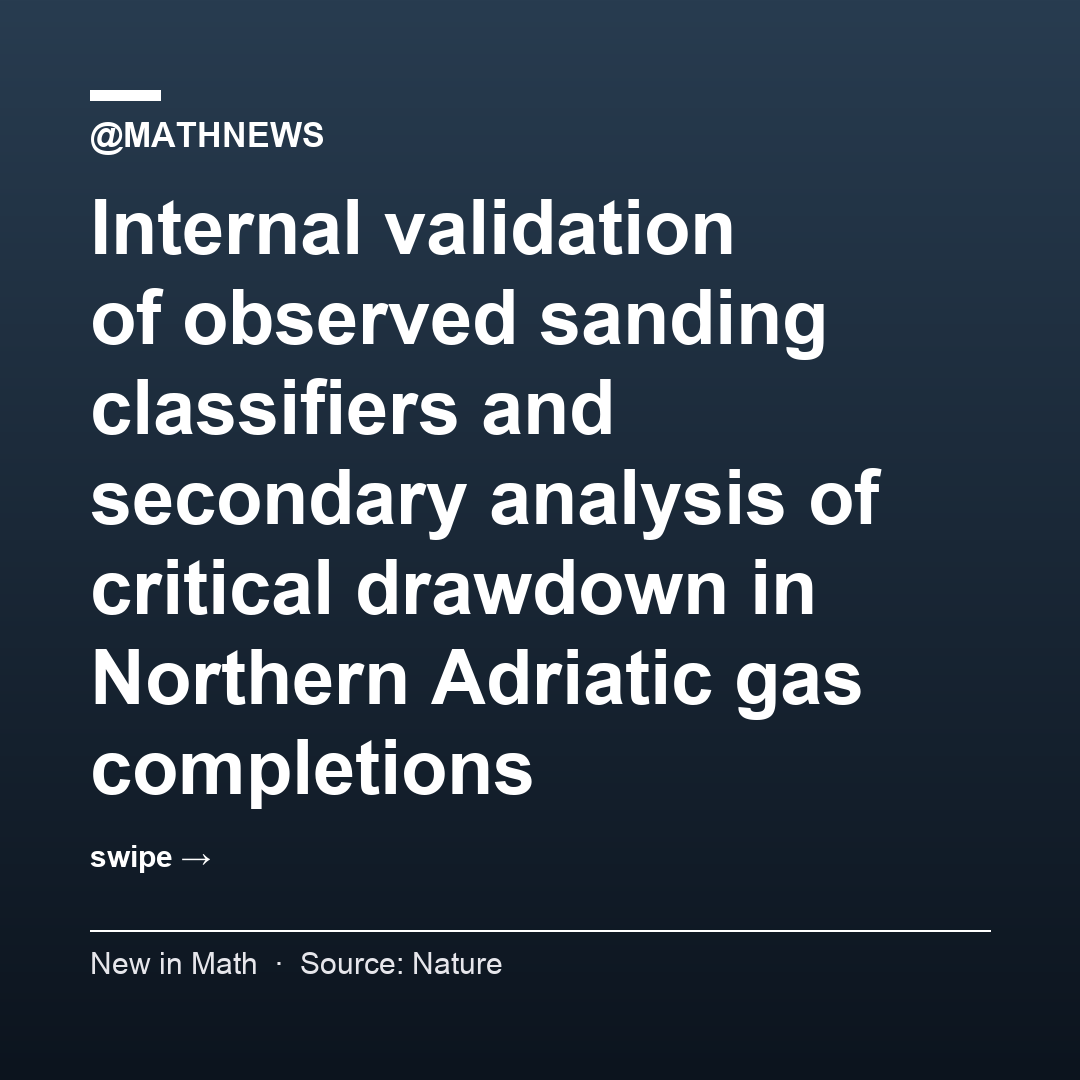 @MATHNEWS
Internal validation
of observed sanding
classifiers and
secondary analysis of
critical drawdown in
Northern Adriatic gas
completions
swipe →
New in Math · Source: Nature